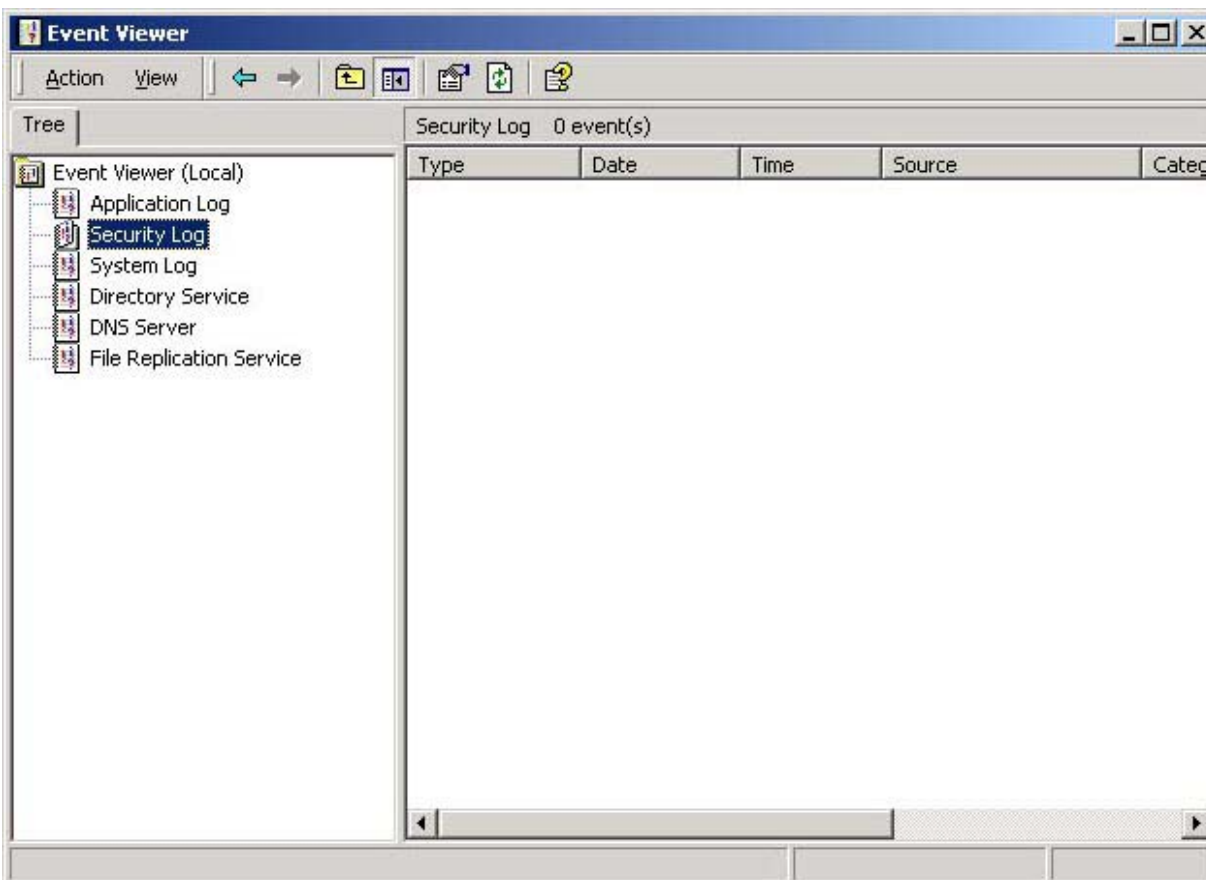 Event Viewer
Action View
Tree
Security Log 0 event(s)
Event Viewer (Local)
Application Log
Security Log
System Log
Directory Service
DNS Server
File Replication Service
Type Date Time Source Categ